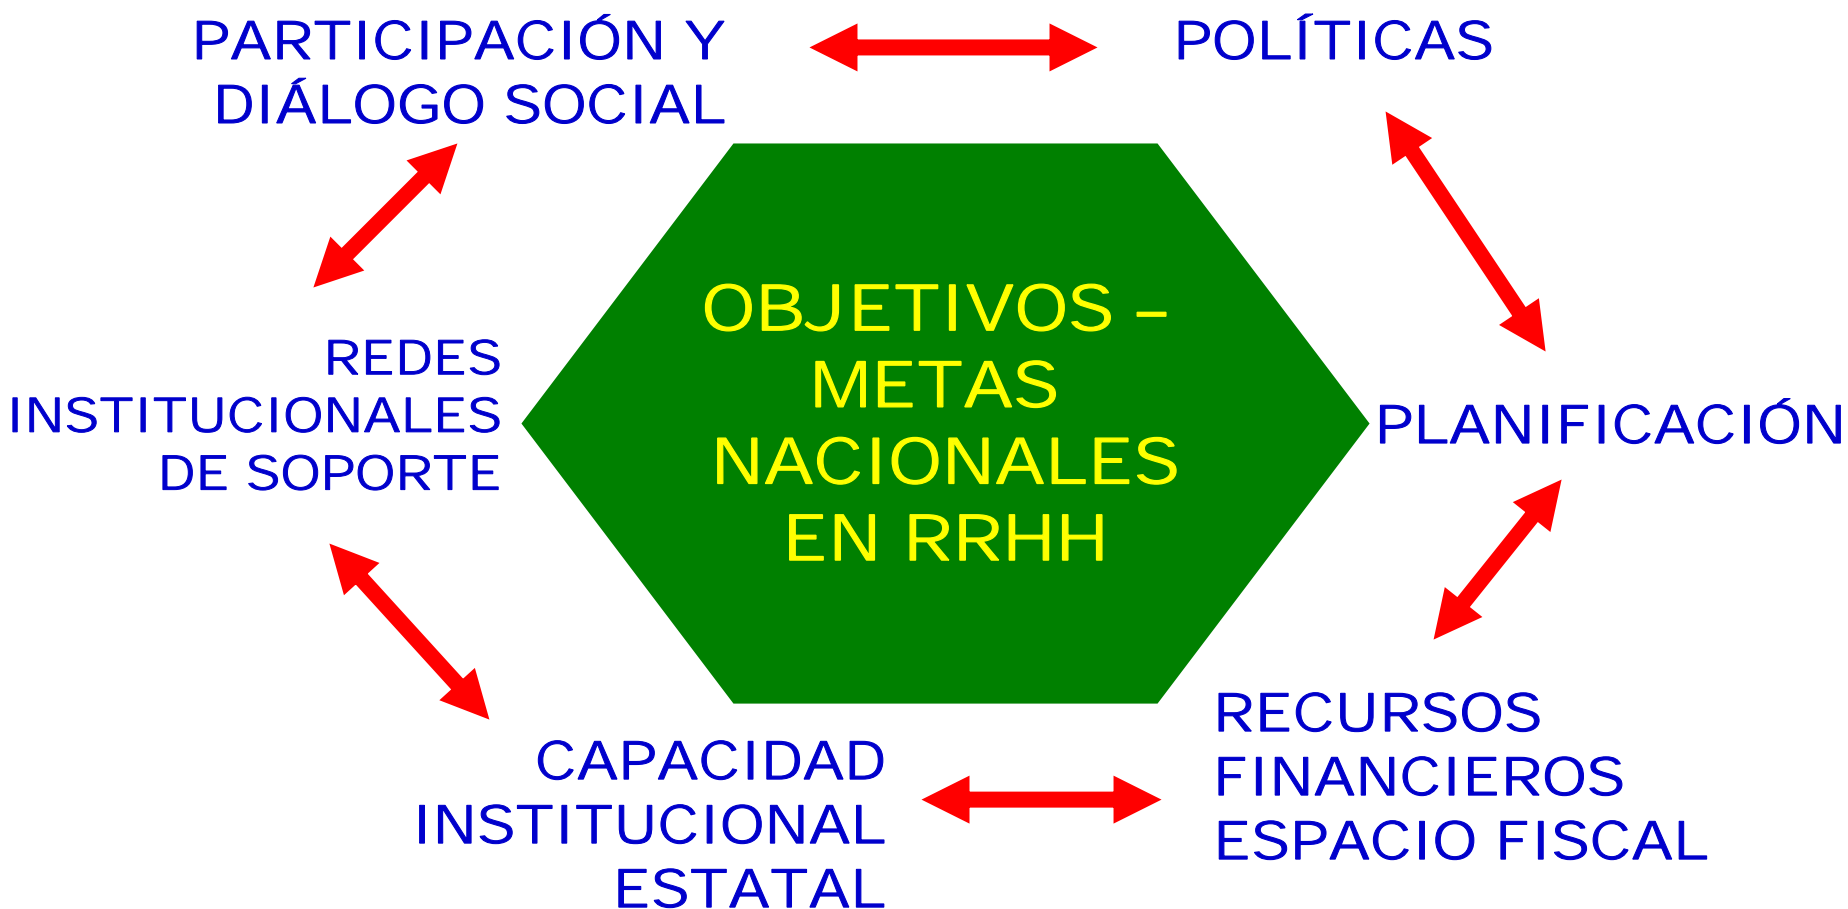 PARTICIPACIÓN Y
DIÁLOGO SOCIAL
POLÍTICAS
OBJETIVOS –
METAS
NACIONALES
EN RRHH
REDES
INSTITUCIONALES
DE SOPORTE
PLANIFICACIÓN
CAPACIDAD
INSTITUCIONAL
ESTATAL
RECURSOS
FINANCIEROS
ESPACIO FISCAL